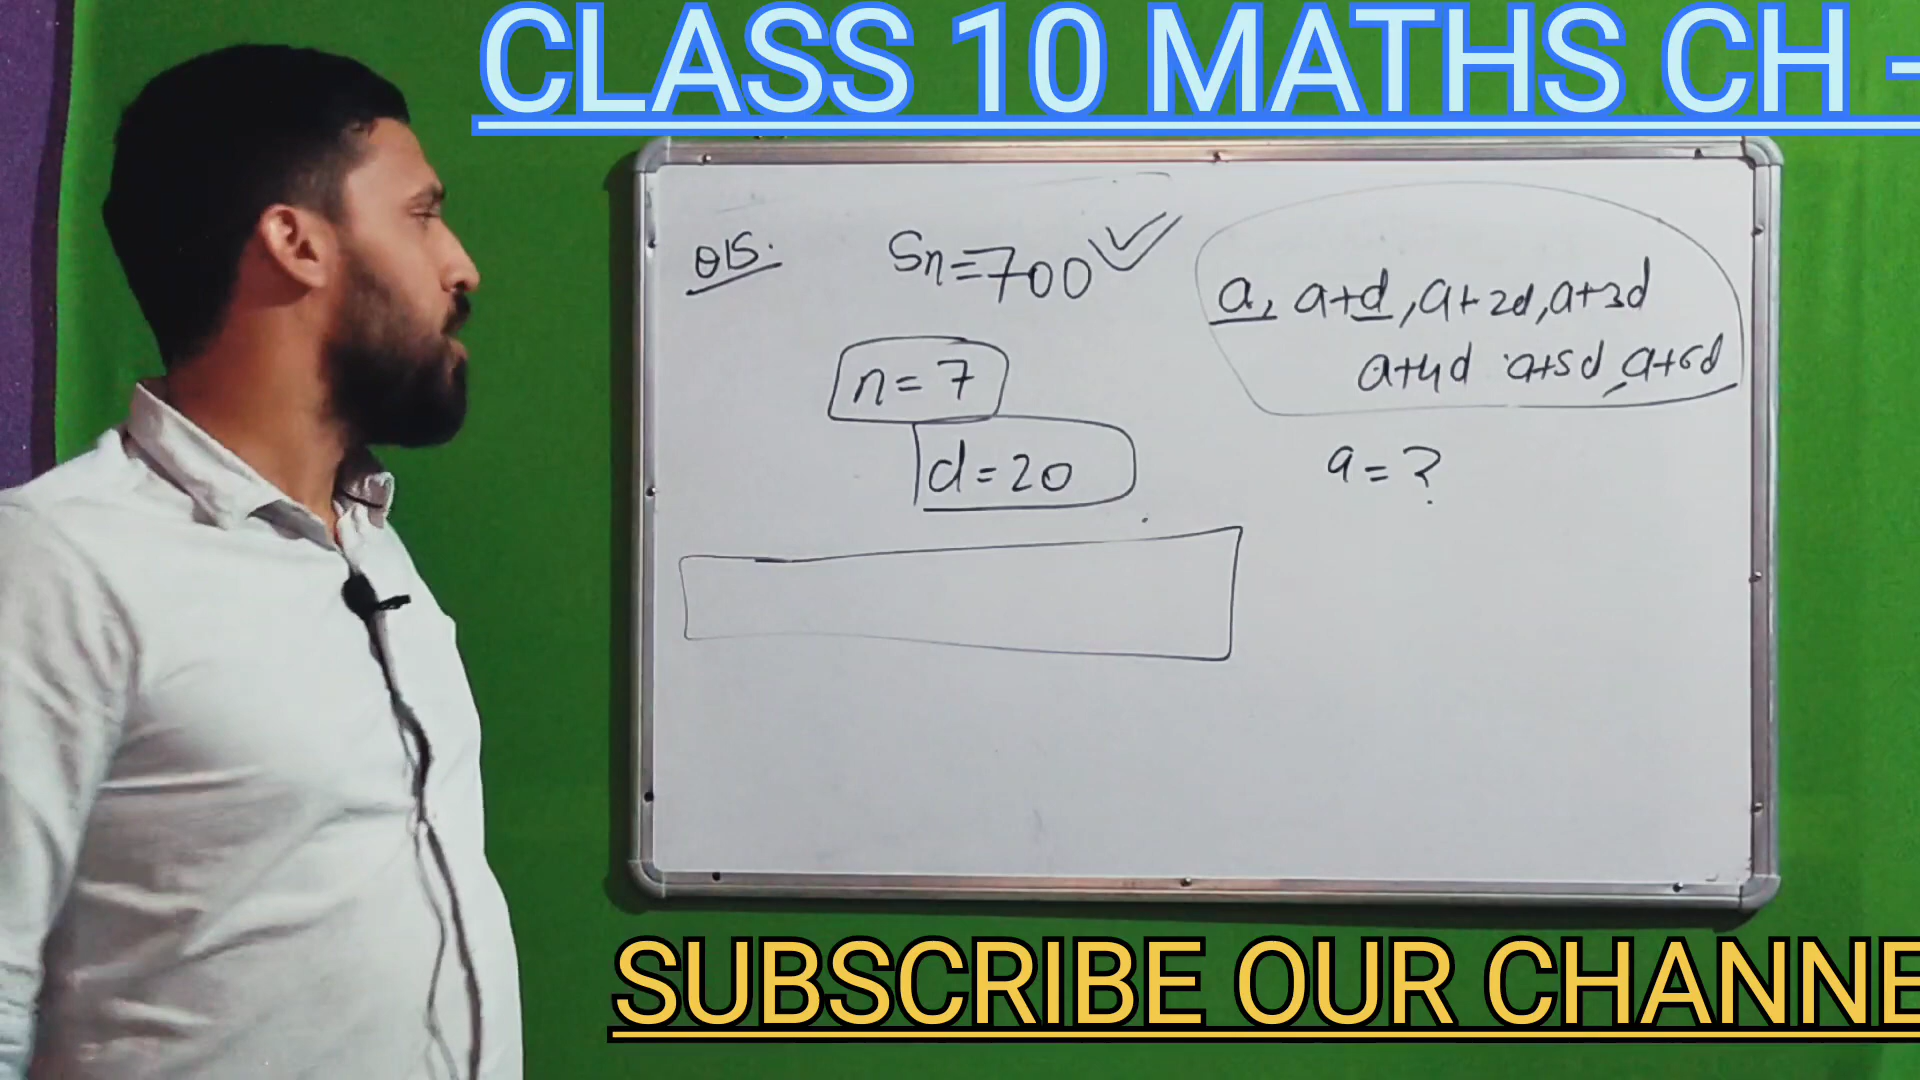 CLASS 10 MATHS CH -
Q15.
Sn=700
a, a+d, a+2d, a+3d
a+4d a+5d, a+6d
n=7
d=20
a=?
SUBSCRIBE OUR CHANNE